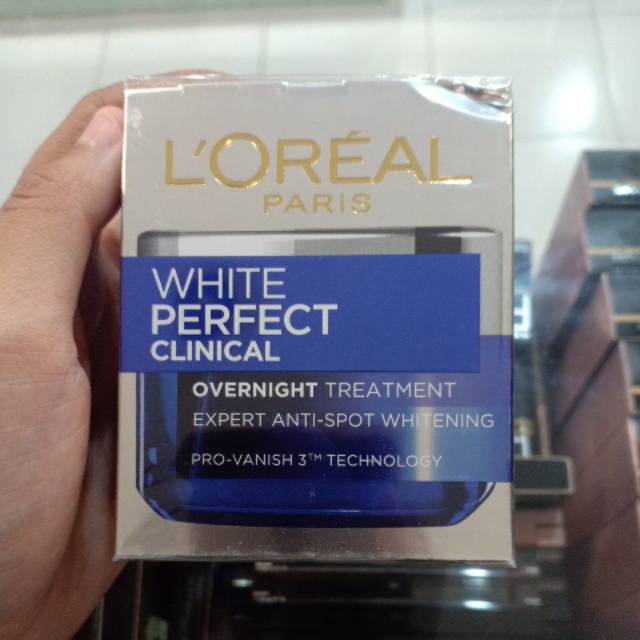 L'ORÉAL
PARIS
WHITE
PERFECT
CLINICAL
OVERNIGHT TREATMENT
EXPERT ANTI-SPOT WHITENING
PRO-VANISH 3™ TECHNOLOGY